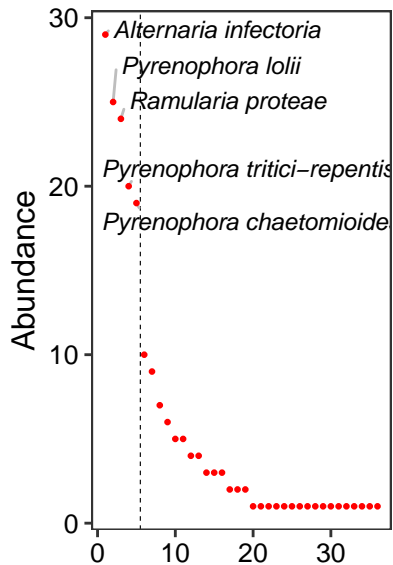 30
Alternaria infectoria
Pyrenophora lolii
Ramularia proteae
Pyrenophora tritici−repentis
20
Pyrenophora chaetomioide
Abundance
10
0
0 10 20 30